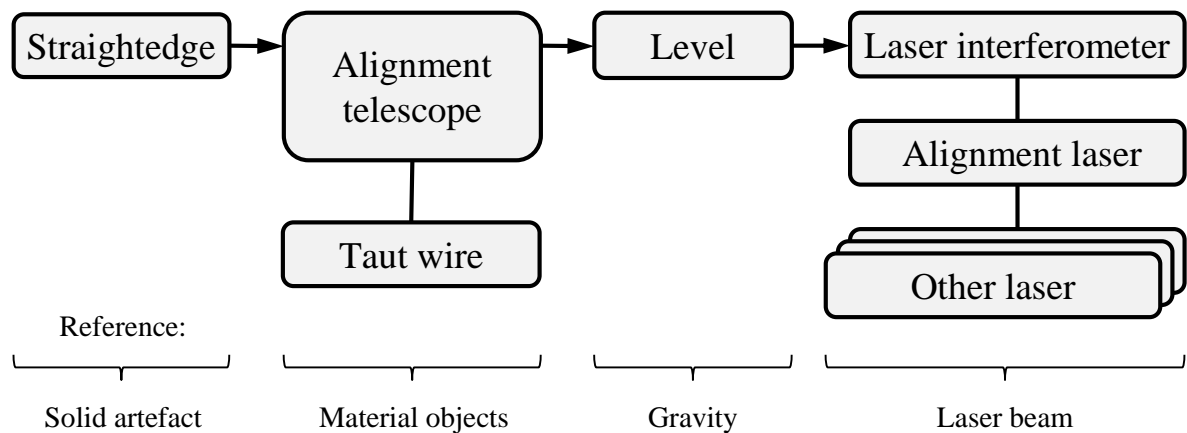 Straightedge
Alignment
telescope
Level
Laser interferometer
Alignment laser
Taut wire
Other laser
Reference:
Solid artefact
Material objects
Gravity
Laser beam